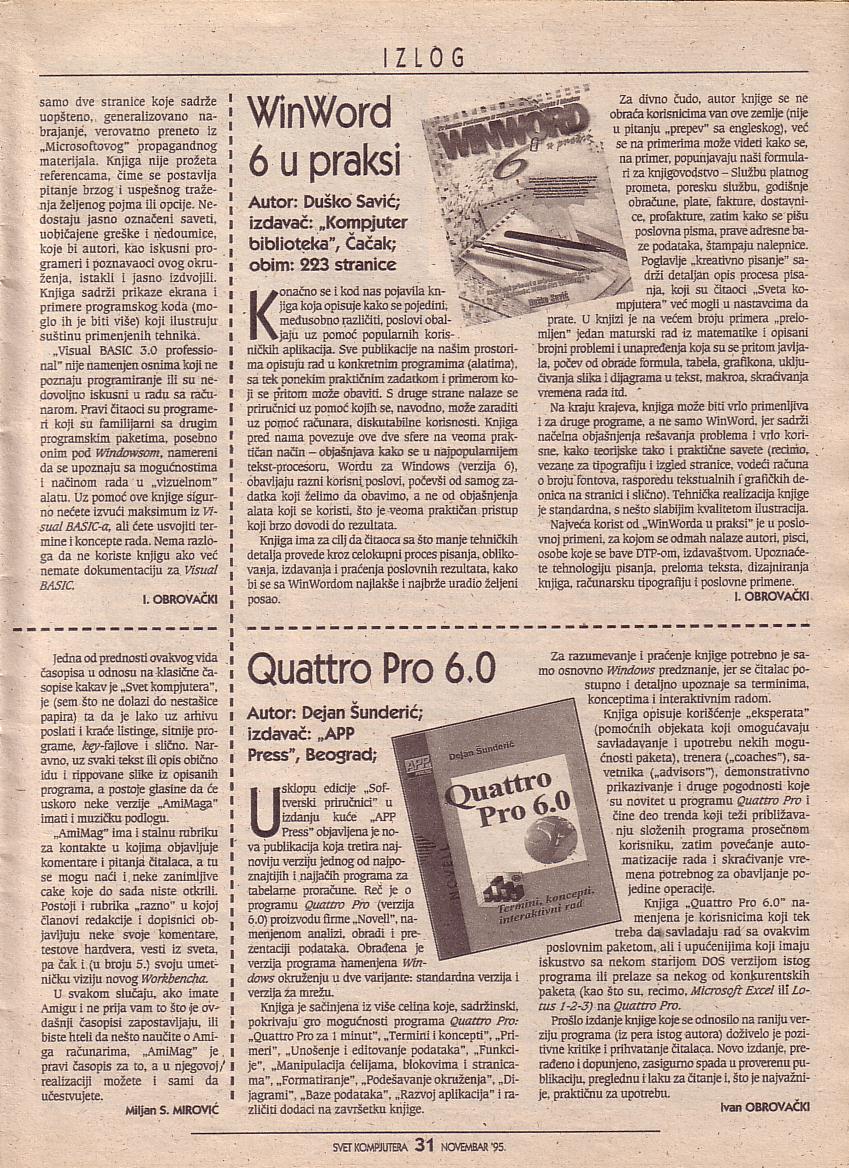 IZLOG
samo dve stranice koje sadrže
uopšteno, generalizovano na-
brajanje, verovatno preneto iz
„Microsoftovog” propagandnog
materijala. Knjiga nije prožeta
referencama, čime se postavlja
pitanje brzog i uspešnog traže-
nja željenog pojma ili opcije. Ne-
dostaju jasno označeni saveti,
uobičajene greške i nedoumice,
koje bi autori, kao iskusni pro-
grameri i poznavaoci ovog okru-
ženja, istakli i jasno izdvojili.
Knjiga sadrži prikaze ekrana i
primere programskog koda (mo-
glo ih je biti više) koji ilustruju
suštinu primenjenih tehnika.
„Visual BASIC 3.0 professio-
nal” nije namenjen osnima koji ne
poznaju programiranje ili su ne-
dovoljno iskusni u radu sa raču-
narom. Pravi čitaoci su programe-
ri koji su familijarni sa drugim
programskim paketima, posebno
onim pod Windowsom, namereni
da se upoznaju sa mogućnostima
i načinom rada u „vizuelnom”
alatu. Uz pomoć ove knjige sigur-
no nećete izvući maksimum iz Vi-
sual BASIC-a, ali ćete usvojiti ter-
mine i koncepte rada. Nema razlo-
ga da ne koriste knjigu ako već
nemate dokumentaciju za Visual
BASIC.
I. OBROVAČKI
WinWord
6 u praksi
Autor: Duško Savić;
izdavač: „Kompjuter
biblioteka”, Čačak;
obim: 223 stranice
WINWORD
6 u praksi
Duško Savić
Konačno se i kod nas pojavila kn-
jiga koja opisuje kako se pojedini,
međusobno različiti, poslovi obal-
jaju uz pomoć popularnih koris-
ničkih aplikacija. Sve publikacije na našim prostori-
ma opisuju rad u konkretnim programima (alatima),
sa tek ponekim praktičnim zadatkom i primerom ko-
ji se pritom može obaviti. S druge strane nalaze se
priručnici uz pomoć kojih se, navodno, može zaraditi
uz pomoć računara, diskutabilne korisnosti. Knjiga
pred nama povezuje ove dve sfere na veoma prak-
tičan način – objašnjava kako se u najpopularnijem
tekst-procesoru, Wordu za Windows (verzija 6),
obavljaju razni korisni poslovi, počevši od samog za-
datka koji želimo da obavimo, a ne od objašnjenja
alata koji se koristi, što je veoma praktičan pristup
koji brzo dovodi do rezultata.
Knjiga ima za cilj da čitaoca sa što manje tehničkih
detalja provede kroz celokupni proces pisanja, obliko-
vanja, izdavanja i praćenja poslovnih rezultata, kako
bi se sa WinWordom najlakše i najbrže uradio željeni
posao.
Za divno čudo, autor knjige se ne
obraća korisnicima van ove zemlje (nije
u pitanju „prepev” sa engleskog), već
se na primerima može videti kako se,
na primer, popunjavaju naši formula-
ri za knjigovodstvo – Službu platnog
prometa, poresku službu, godišnje
obračune, plate, fakture, dostavni-
ce, profakture, zatim kako se pišu
poslovna pisma, prave adresne ba-
ze podataka, štampaju nalepnice.
Poglavlje „kreativno pisanje” sa-
drži detaljan opis procesa pisa-
nja, koji su čitaoci „Sveta ko-
mpjutera” već mogli u nastavcima da
prate. U knjizi je na većem broju primera „prelo-
mljen” jedan maturski rad iz matematike i opisani
brojni problemi i unapređenja koja su se pritom javlja-
la, počev od obrade formula, tabela, grafikona, uklju-
čivanja slika i dijagrama u tekst, makroa, skraćivanja
vremena rada itd.
Na kraju krajeva, knjiga može biti vrlo primenljiva
i za druge programe, a ne samo WinWord, jer sadrži
načelna objašnjenja rešavanja problema i vrlo kori-
sne, kako teorijske tako i praktične savete (recimo,
vezane za tipografiju i izgled stranice, vodeći računa
o broju fontova, rasporedu tekstualnih i grafičkih de-
onica na stranici i slično). Tehnička realizacija knjige
je standardna, s nešto slabijim kvalitetom ilustracija.
Najveća korist od „WinWorda u praksi” je u poslo-
vnoj primeni, za kojom se odmah nalaze autori, pisci,
osobe koje se bave DTP-om, izdavaštvom. Upoznaće-
te tehnologiju pisanja, preloma teksta, dizajniranja
knjiga, računarsku tipografiju i poslovne primene.
I. OBROVAČKI
Jedna od prednosti ovakvog vida
časopisa u odnosu na klasične ča-
sopise kakav je „Svet kompjutera”,
je (sem što ne dolazi do nestašice
papira) ta da je lako uz arhivu
poslati i kraće listinge, sitnije pro-
grame, key-fajlove i slično. Nar-
avno, uz svaki tekst ili opis obično
idu i rippovane slike iz opisanih
programa, a postoje glasine da će
uskoro neke verzije „AmiMaga”
imati i muzičku podlogu.
„AmiMag” ima i stalnu rubriku
za kontakte u kojima objavljuje
komentare i pitanja čitalaca, a tu
se mogu naći i neke zanimljive
cake koje do sada niste otkrili.
Postoji i rubrika „razno” u kojoj
članovi redakcije i dopisnici ob-
javljuju neke svoje komentare,
testove hardvera, vesti iz sveta,
pa čak i (u broju 5.) svoju umet-
ničku viziju novog Workbencha.
U svakom slučaju, ako imate
Amigu i ne prija vam to što je ov-
dašnji časopisi zapostavljaju, ili
biste hteli da nešto naučite o Ami-
ga računarima, „AmiMag” je
pravi časopis za to, a u njegovoj
realizaciji možete i sami da
učestvujete.
Miljan S. MIROVIĆ
Quattro Pro 6.0
Autor: Dejan Šunderić;
izdavač: „APP
Press”, Beograd;
APP
Dejan Šunderić
Quattro
Pro 6.0
NOVELL
Termini, koncepti,
interaktivni rad
U sklopu edicije „Sof-
tverski priručnici” u
izdanju kuće „APP
Press” objavljena je no-
va publikacija koja tretira naj-
noviju verziju jednog od najpo-
znatijih i najjačih programa za
tabelarne proračune. Reč je o
programu Quattro Pro (verzija
6.0) proizvodu firme „Novell”, na-
menjenom analizi, obradi i pre-
zentaciji podataka. Obrađena je
verzija programa namenjena Win-
dows okruženju u dve varijante: standardna verzija i
verzija za mrežu.
Knjiga je sačinjena iz više celina koje, sadržinski,
pokrivaju gro mogućnosti programa Quattro Pro:
„Quattro Pro za 1 minut”, „Termini i koncepti”, „Pri-
meri”, „Unošenje i editovanje podataka”, „Funkci-
je”, „Manipulacija ćelijama, blokovima i stranica-
ma”, „Formatiranje”, „Podešavanje okruženja”, „Di-
jagrami”, „Baze podataka”, „Razvoj aplikacija” i ra-
zličiti dodaci na završetku knjige.
Za razumevanje i praćenje knjige potrebno je sa-
mo osnovno Windows predznanje, jer se čitalac po-
stupno i detaljno upoznaje sa terminima,
konceptima i interaktivnim radom.
Knjiga opisuje korišćenje „eksperata”
(pomoćnih objekata koji omogućavaju
savladavanje i upotrebu nekih mogu-
ćnosti paketa), trenera („coaches”), sa-
vetnika („advisors”), demonstrativno
prikazivanje i druge pogodnosti koje
su novitet u programu Quattro Pro i
čine deo trenda koji teži približava-
nju složenih programa prosečnom
korisniku, zatim povećanje auto-
matizacije rada i skraćivanje vre-
mena potrebnog za obavljanje po-
jedine operacije.
Knjiga „Quattro Pro 6.0” na-
menjena je korisnicima koji tek
treba da savladaju rad sa ovakvim
poslovnim paketom, ali i upućenijima koji imaju
iskustvo sa nekom starijom DOS verzijom istog
programa ili prelaze sa nekog od konkurentskih
paketa (kao što su, recimo, Microsoft Excel ili Lo-
tus 1-2-3) na Quattro Pro.
Prošlo izdanje knjige koje se odnosilo na raniju ver-
ziju programa (iz pera istog autora) doživelo je pozi-
tivne kritike i prihvatanje čitalaca. Novo izdanje, pre-
rađeno i dopunjeno, zasigurno spada u proverenu pu-
blikaciju, preglednu i laku za čitanje i, što je najvažni-
je, praktičnu za upotrebu.
Ivan OBROVAČKI
SVET KOMPJUTERA 31 NOVEMBAR '95.